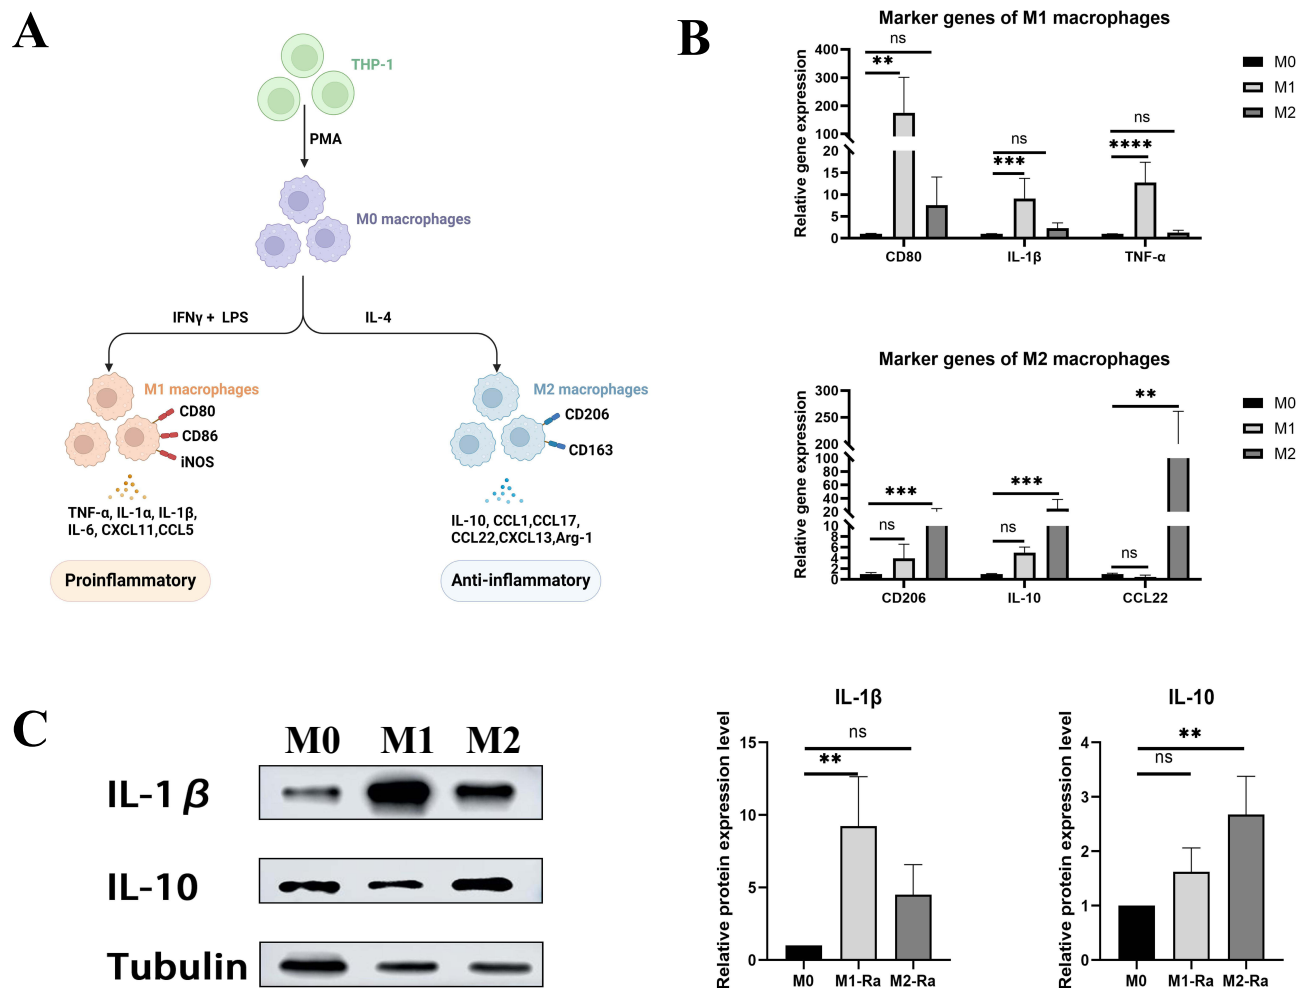 A
THP-1
PMA
M0 macrophages
IFNγ + LPS
IL-4
M1 macrophages
CD80
CD86
iNOS
TNF-α, IL-1α, IL-1β,
IL-6, CXCL11,CCL5
Proinflammatory
M2 macrophages
CD206
CD163
IL-10, CCL1,CCL17,
CCL22,CXCL13,Arg-1
Anti-inflammatory
B
Marker genes of M1 macrophages
Relative gene expression
400
300
200
100
20
15
10
5
0
ns
**
ns
***
ns
****
CD80
IL-1β
TNF-α
M0
M1
M2
Marker genes of M2 macrophages
Relative gene expression
300
250
200
100
80
60
40
20
10
8
6
4
2
0
***
ns
***
ns
**
ns
CD206
IL-10
CCL22
M0
M1
M2
C
M0 M1 M2
IL-1 β
IL-10
Tubulin
IL-1β
Relative protein expression level
15
10
5
0
ns
**
M0
M1-Ra
M2-Ra
IL-10
Relative protein expression level
4
3
2
1
0
**
ns
M0
M1-Ra
M2-Ra